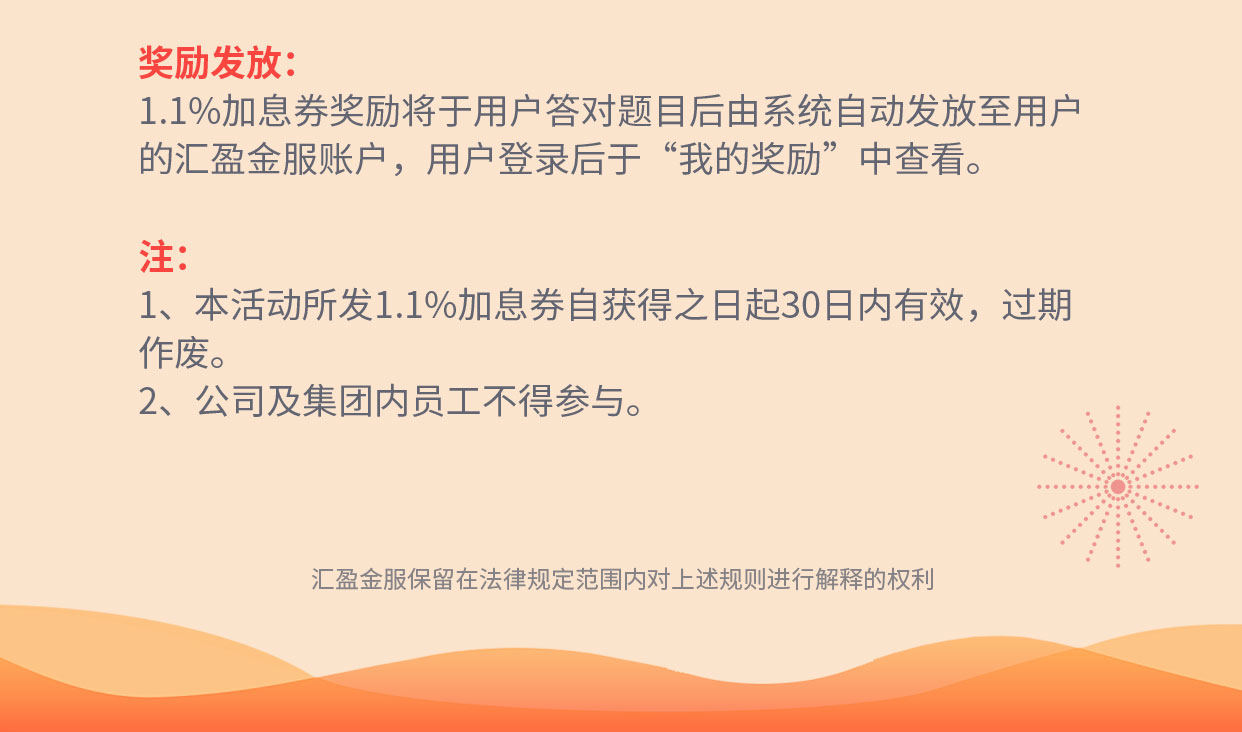 奖励发放：
1.1%加息券奖励将于用户答对题目后由系统自动发放至用户
的汇盈金服账户，用户登录后于“我的奖励”中查看。
注：
1、本活动所发1.1%加息券自获得之日起30日内有效，过期
作废。
2、公司及集团内员工不得参与。
汇盈金服保留在法律规定范围内对上述规则进行解释的权利